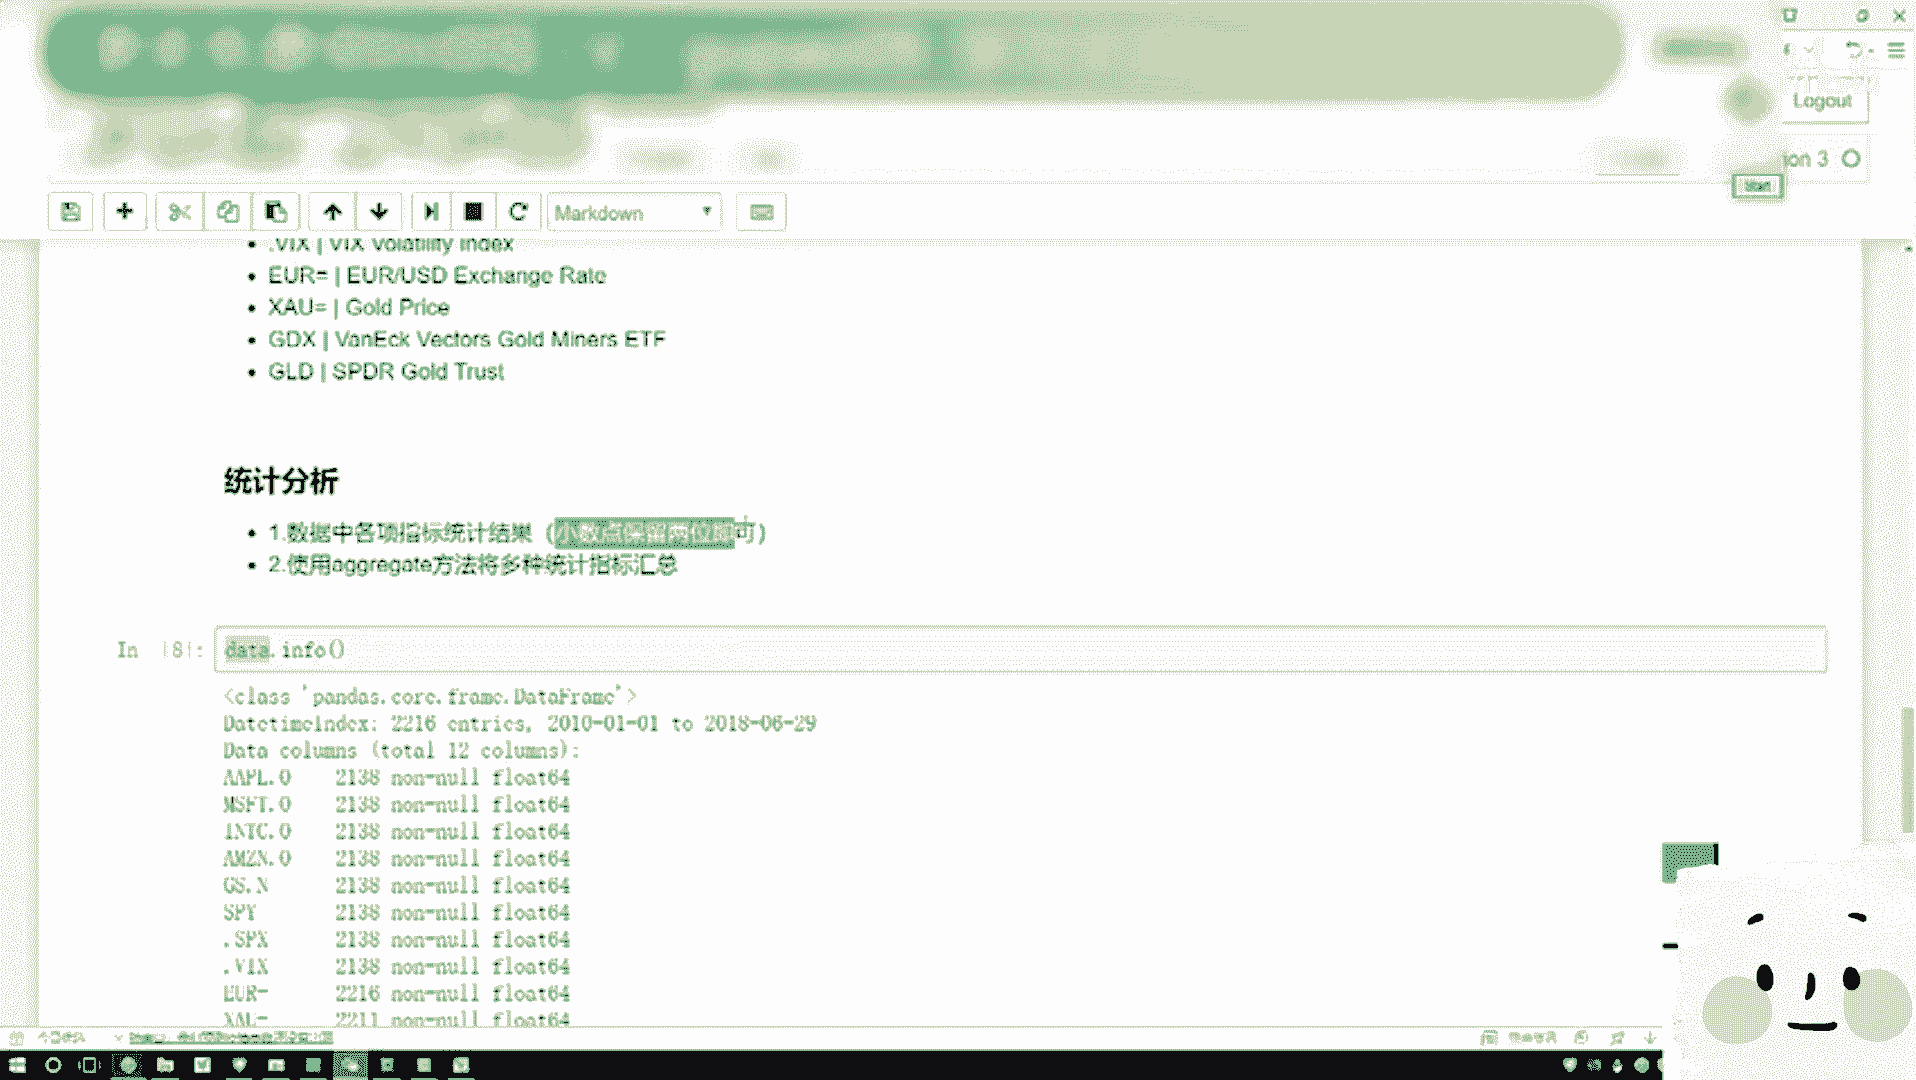 Logout
on 3
Start
Markdown
.VIX | VIX Volatility Index
EUR= | EUR/USD Exchange Rate
XAU= | Gold Price
GDX | VanEck Vectors Gold Miners ETF
GLD | SPDR Gold Trust
统计分析
1.数据中各项指标统计结果（小数点保留两位即可）
2.使用aggregate方法将多种统计指标汇总
In [8]: data.info()
<class 'pandas.core.frame.DataFrame'>
DatetimeIndex: 2216 entries, 2010-01-01 to 2018-06-29
Data columns (total 12 columns):
AAPL.O 2138 non-null float64
MSFT.O 2138 non-null float64
INTC.O 2138 non-null float64
AMZN.O 2138 non-null float64
GS.N 2138 non-null float64
SPY 2138 non-null float64
.SPX 2138 non-null float64
.VIX 2138 non-null float64
EUR= 2216 non-null float64
XAU= 2211 non-null float64